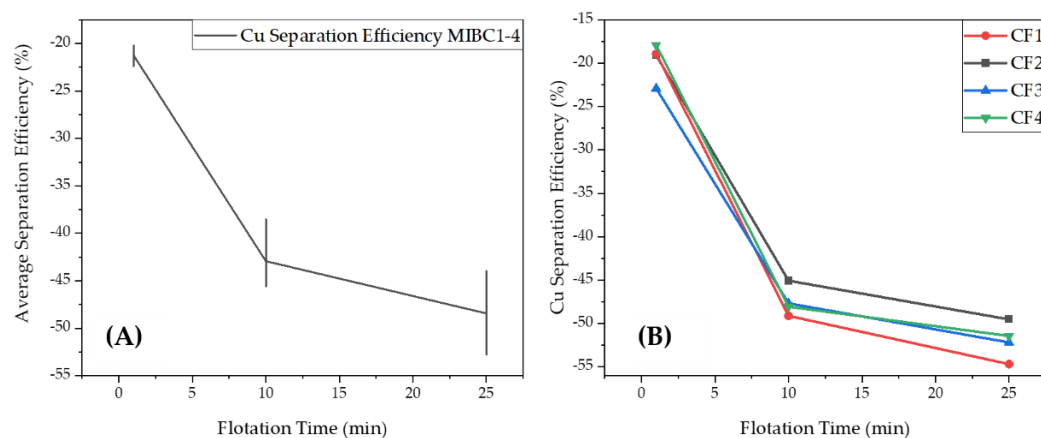 (A)
Cu Separation Efficiency MIBC1-4
Average Separation Efficiency (%)
-20
-25
-30
-35
-40
-45
-50
-55
0
5
10
15
20
25
Flotation Time (min)
(B)
CF1
CF2
CF3
CF4
Cu Separation Efficiency (%)
-15
-20
-25
-30
-35
-40
-45
-50
-55
0
5
10
15
20
25
Flotation Time (min)